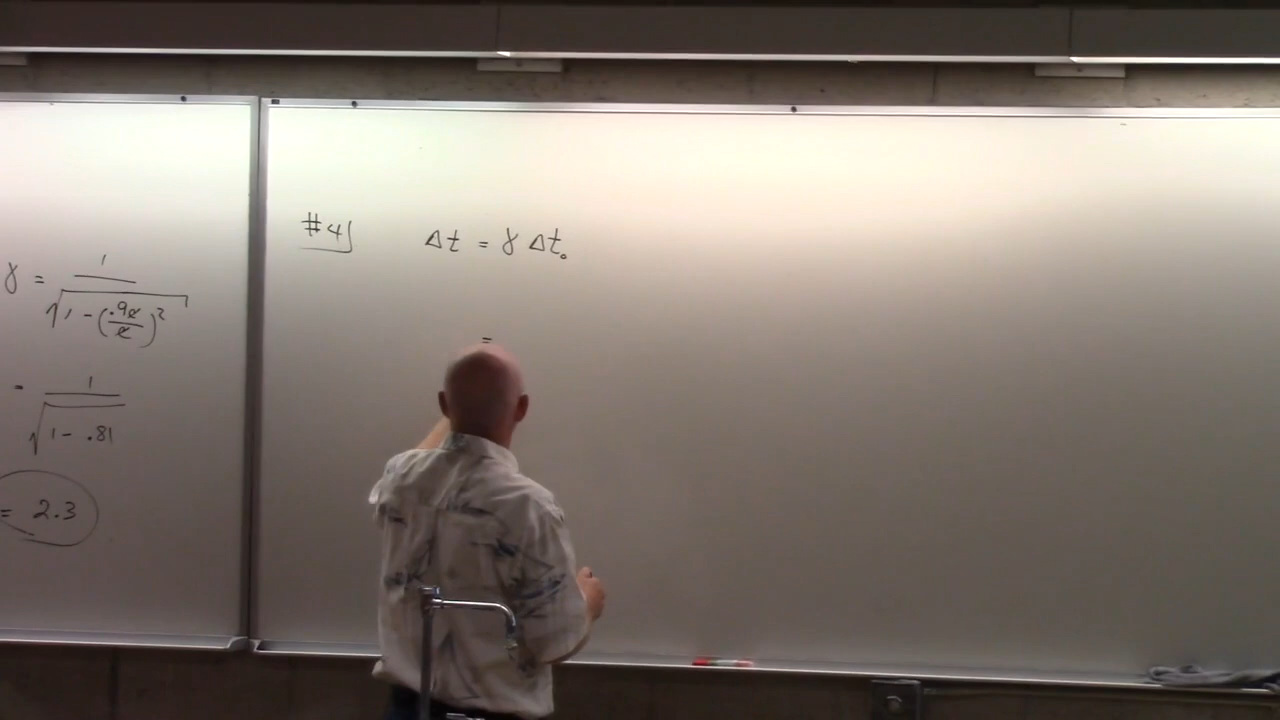 γ = 1 / √(1 - (.9c/c)²)
= 1 / √(1 - .81)
= 2.3
#4 Δt = γ Δt₀
=